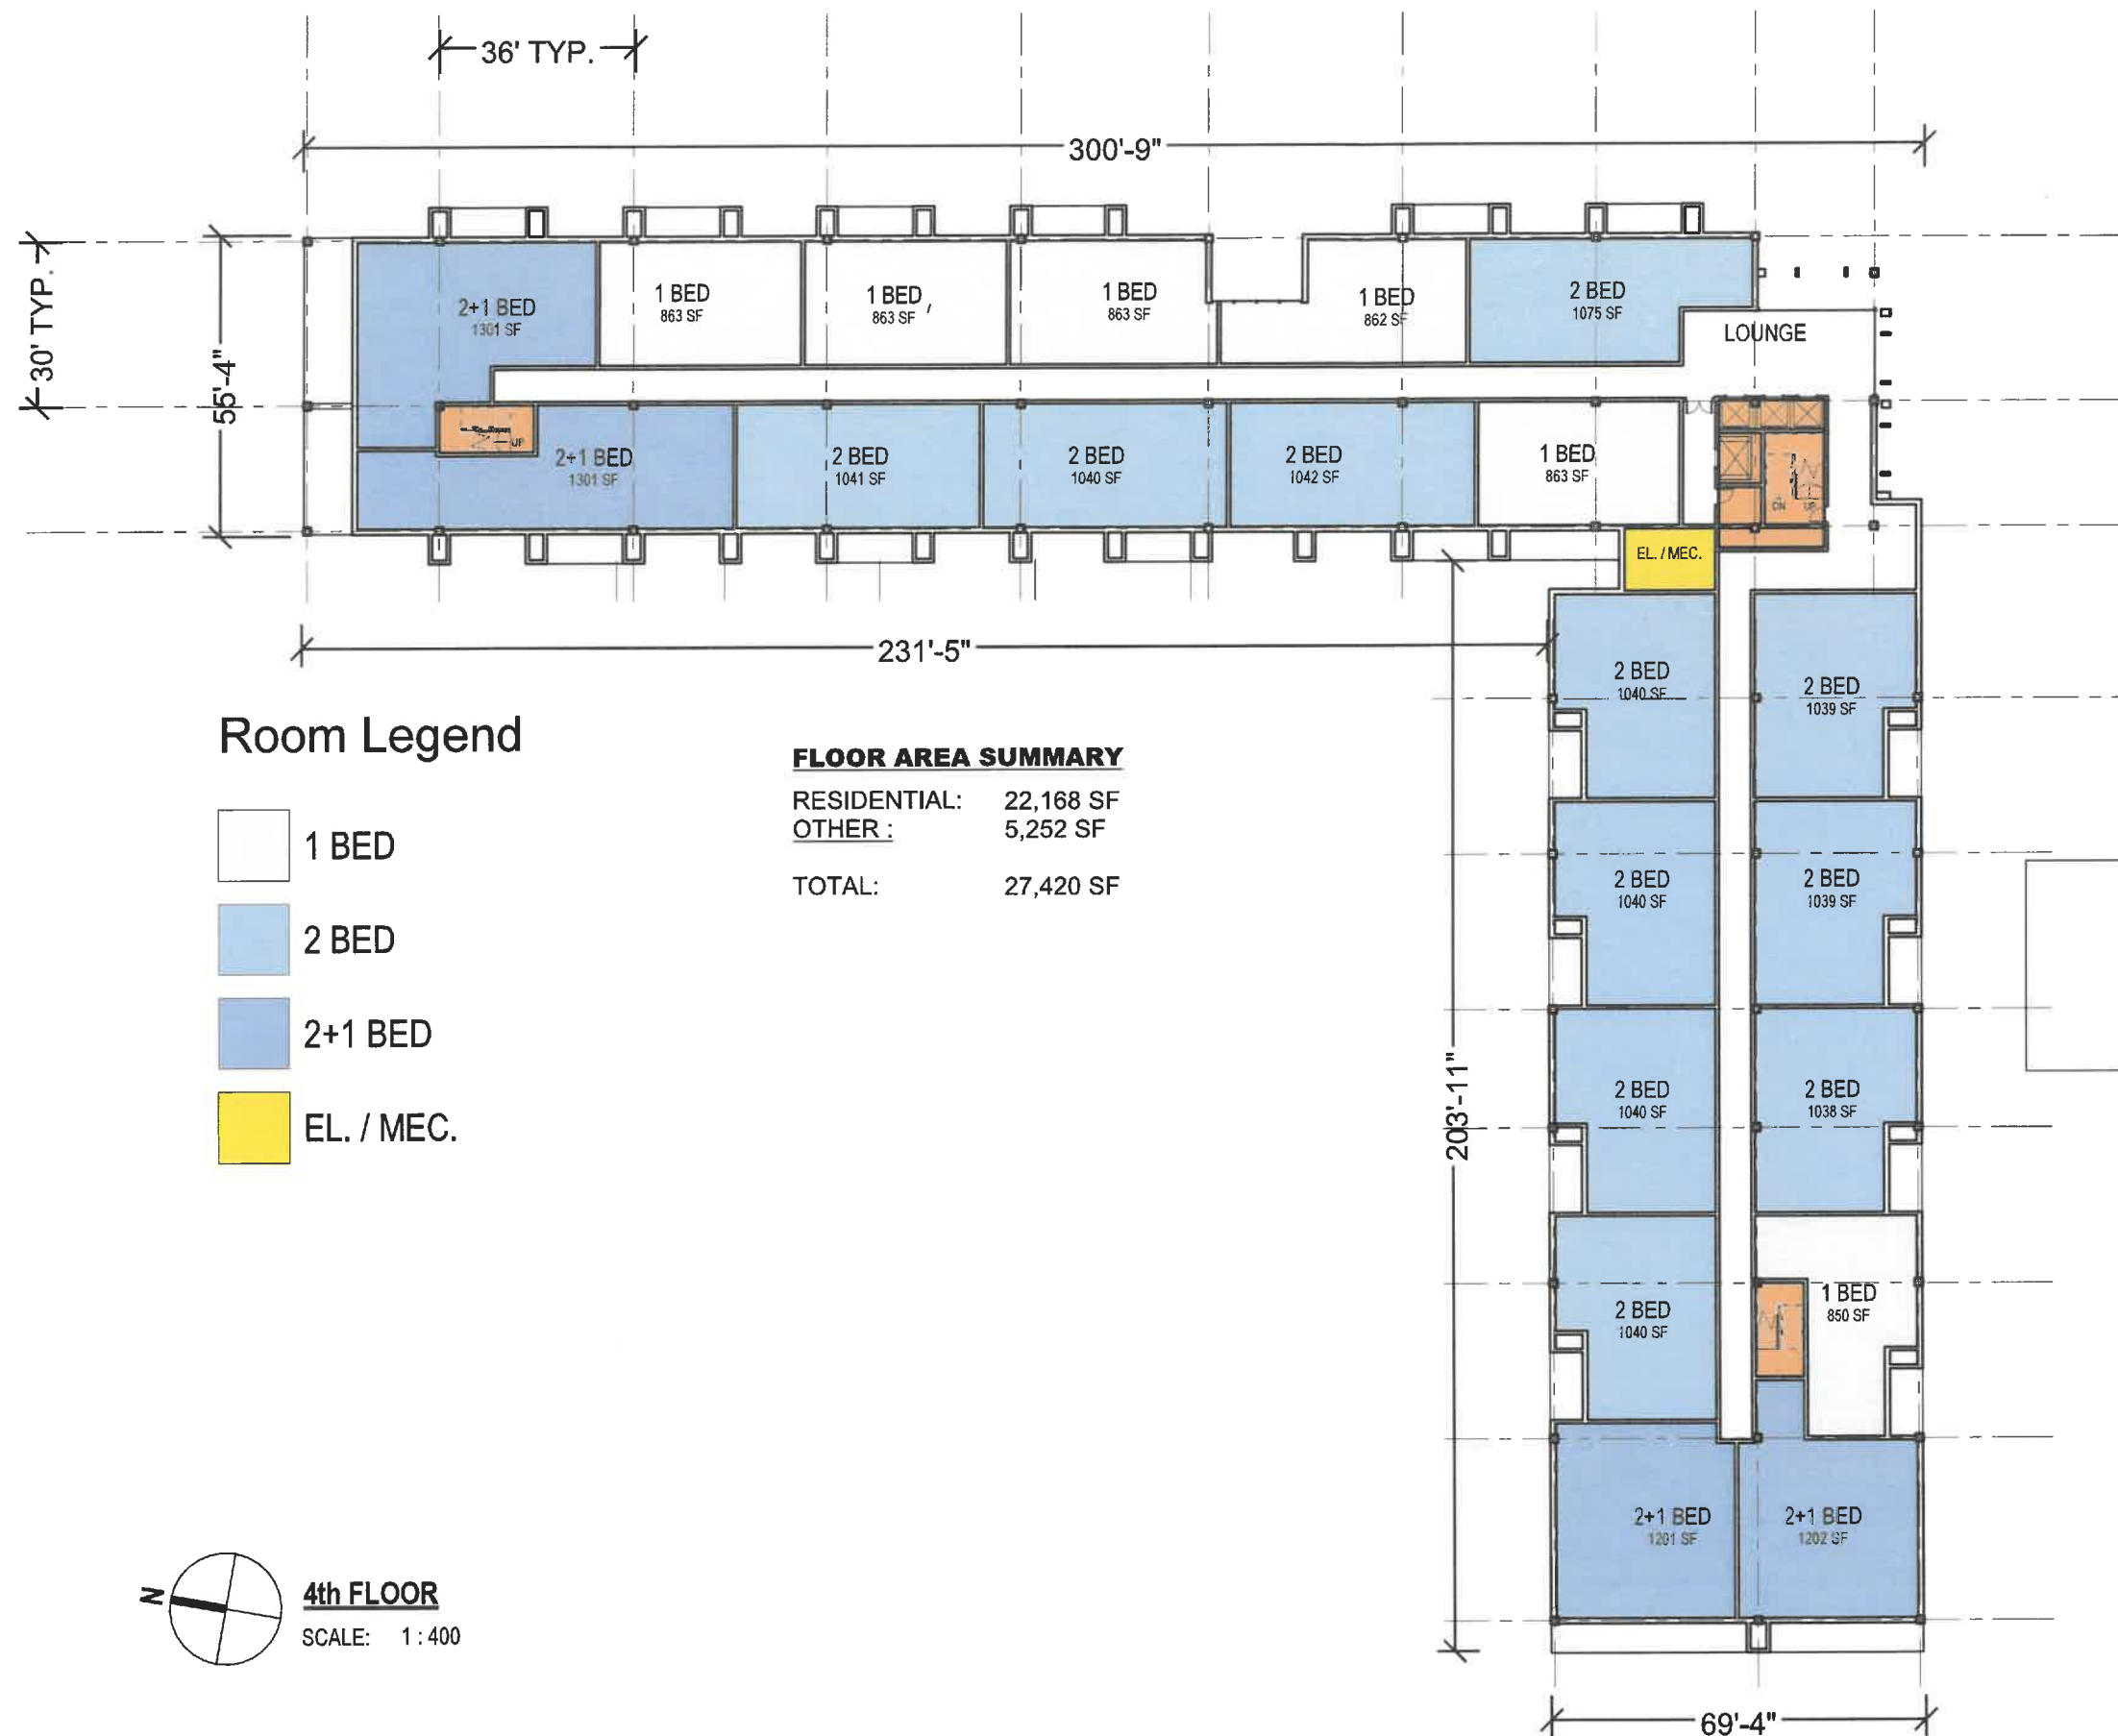 36' TYP.
300'-9"
30' TYP.
55'-4"
2+1 BED
1301 SF
1 BED
863 SF
1 BED
863 SF
1 BED
863 SF
1 BED
862 SF
2 BED
1075 SF
LOUNGE
UP
2+1 BED
1301 SF
2 BED
1041 SF
2 BED
1040 SF
2 BED
1042 SF
1 BED
863 SF
DN UP
EL. / MEC.
231'-5"
2 BED
1040 SF
2 BED
1039 SF
Room Legend
1 BED
2 BED
2+1 BED
EL. / MEC.
FLOOR AREA SUMMARY
RESIDENTIAL: 22,168 SF
OTHER : 5,252 SF
TOTAL: 27,420 SF
2 BED
1040 SF
2 BED
1039 SF
203'-11"
2 BED
1040 SF
2 BED
1038 SF
2 BED
1040 SF
1 BED
850 SF
2+1 BED
1201 SF
2+1 BED
1202 SF
N
4th FLOOR
SCALE: 1 : 400
69'-4"